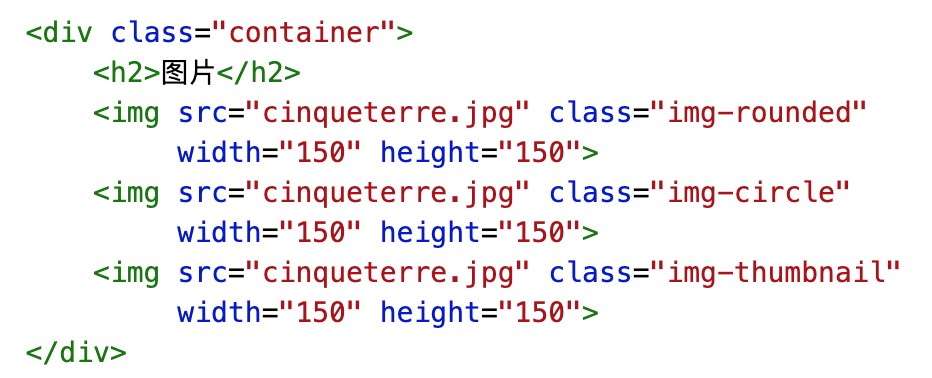 <div class="container">
    <h2>图片</h2>
    <img src="cinqueterre.jpg" class="img-rounded"
         width="150" height="150">
    <img src="cinqueterre.jpg" class="img-circle"
         width="150" height="150">
    <img src="cinqueterre.jpg" class="img-thumbnail"
         width="150" height="150">
</div>